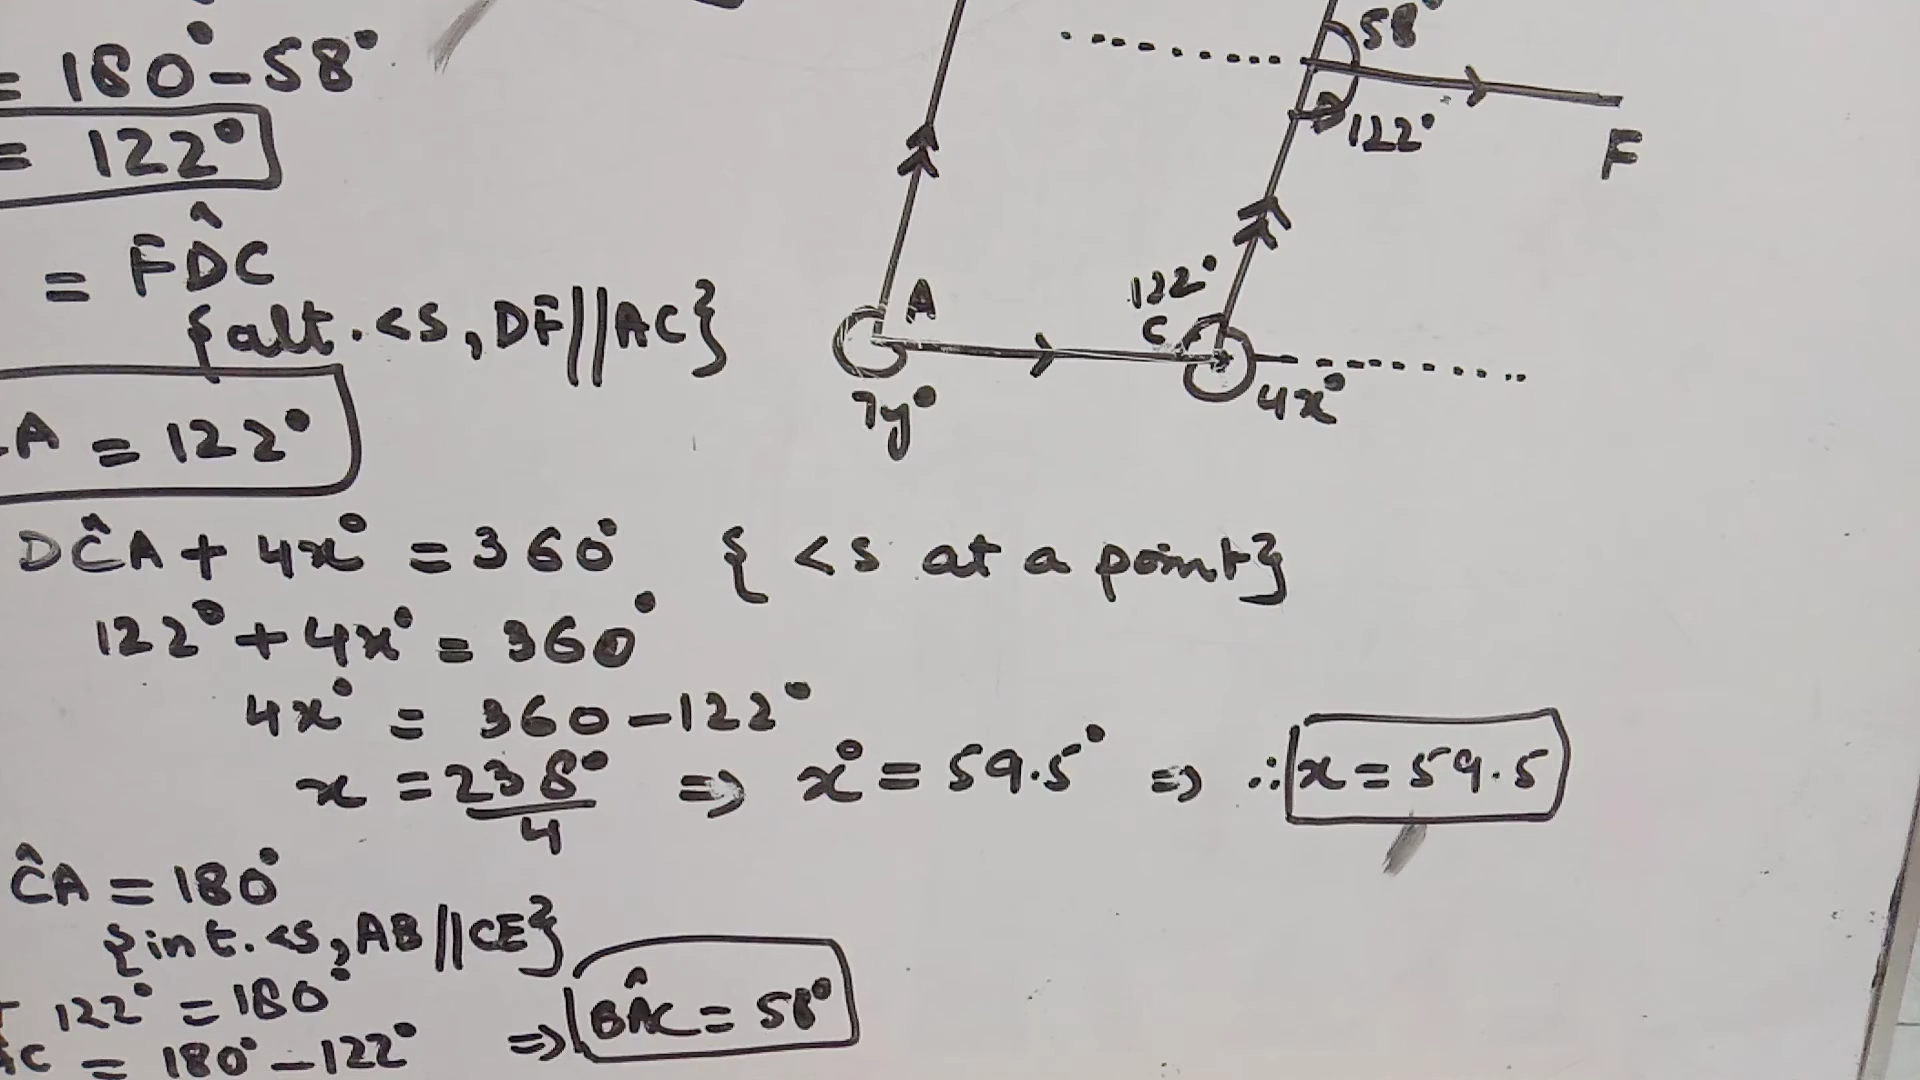 = 180° - 58°
= 122°
= FD̂C
{alt. <s, DF||AC}
A = 122°
DĈA + 4x° = 360° { <s at a point}
122° + 4x° = 360°
4x° = 360 - 122°
x = 238°/4 ⇒ x° = 59.5° ⇒ ∴ x = 59.5
ĈA = 180°
{int. <s, AB||CE}
122° = 180°
AC = 180° - 122° ⇒ BÂC = 58°
58°
122°
F
A
122°
C
7y°
4x°